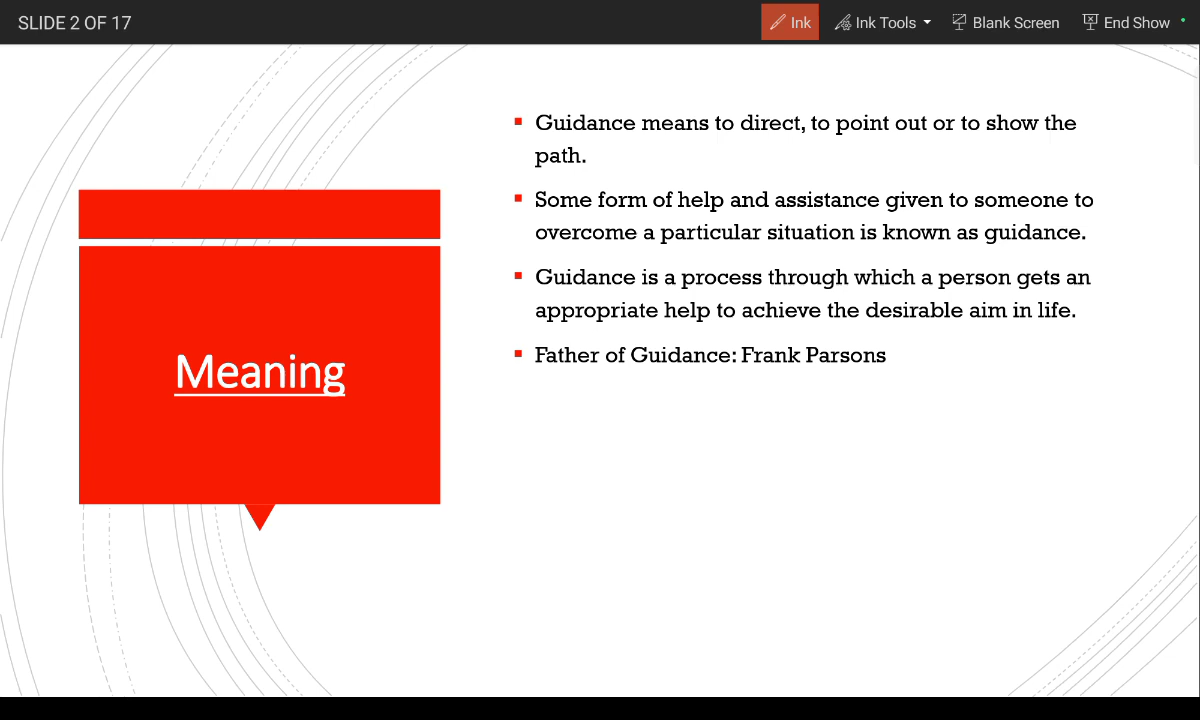 SLIDE 2 OF 17
Ink
Ink Tools
Blank Screen
End Show
Meaning
Guidance means to direct, to point out or to show the
path.
Some form of help and assistance given to someone to
overcome a particular situation is known as guidance.
Guidance is a process through which a person gets an
appropriate help to achieve the desirable aim in life.
Father of Guidance: Frank Parsons